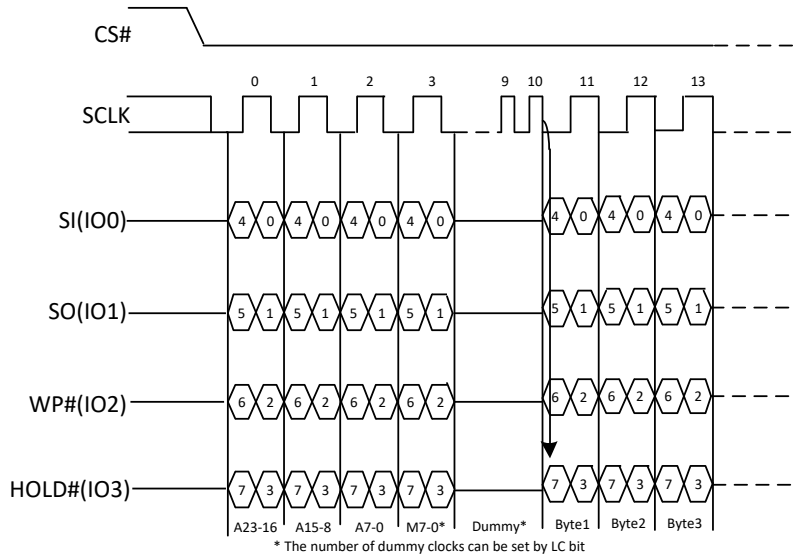 CS#
0 1 2 3 9 10 11 12 13
SCLK
SI(IO0) 4 0 4 0 4 0 4 0 4 0 4 0 4 0
SO(IO1) 5 1 5 1 5 1 5 1 5 1 5 1 5 1
WP#(IO2) 6 2 6 2 6 2 6 2 6 2 6 2 6 2
HOLD#(IO3) 7 3 7 3 7 3 7 3 7 3 7 3 7 3
A23-16 A15-8 A7-0 M7-0* Dummy* Byte1 Byte2 Byte3
* The number of dummy clocks can be set by LC bit